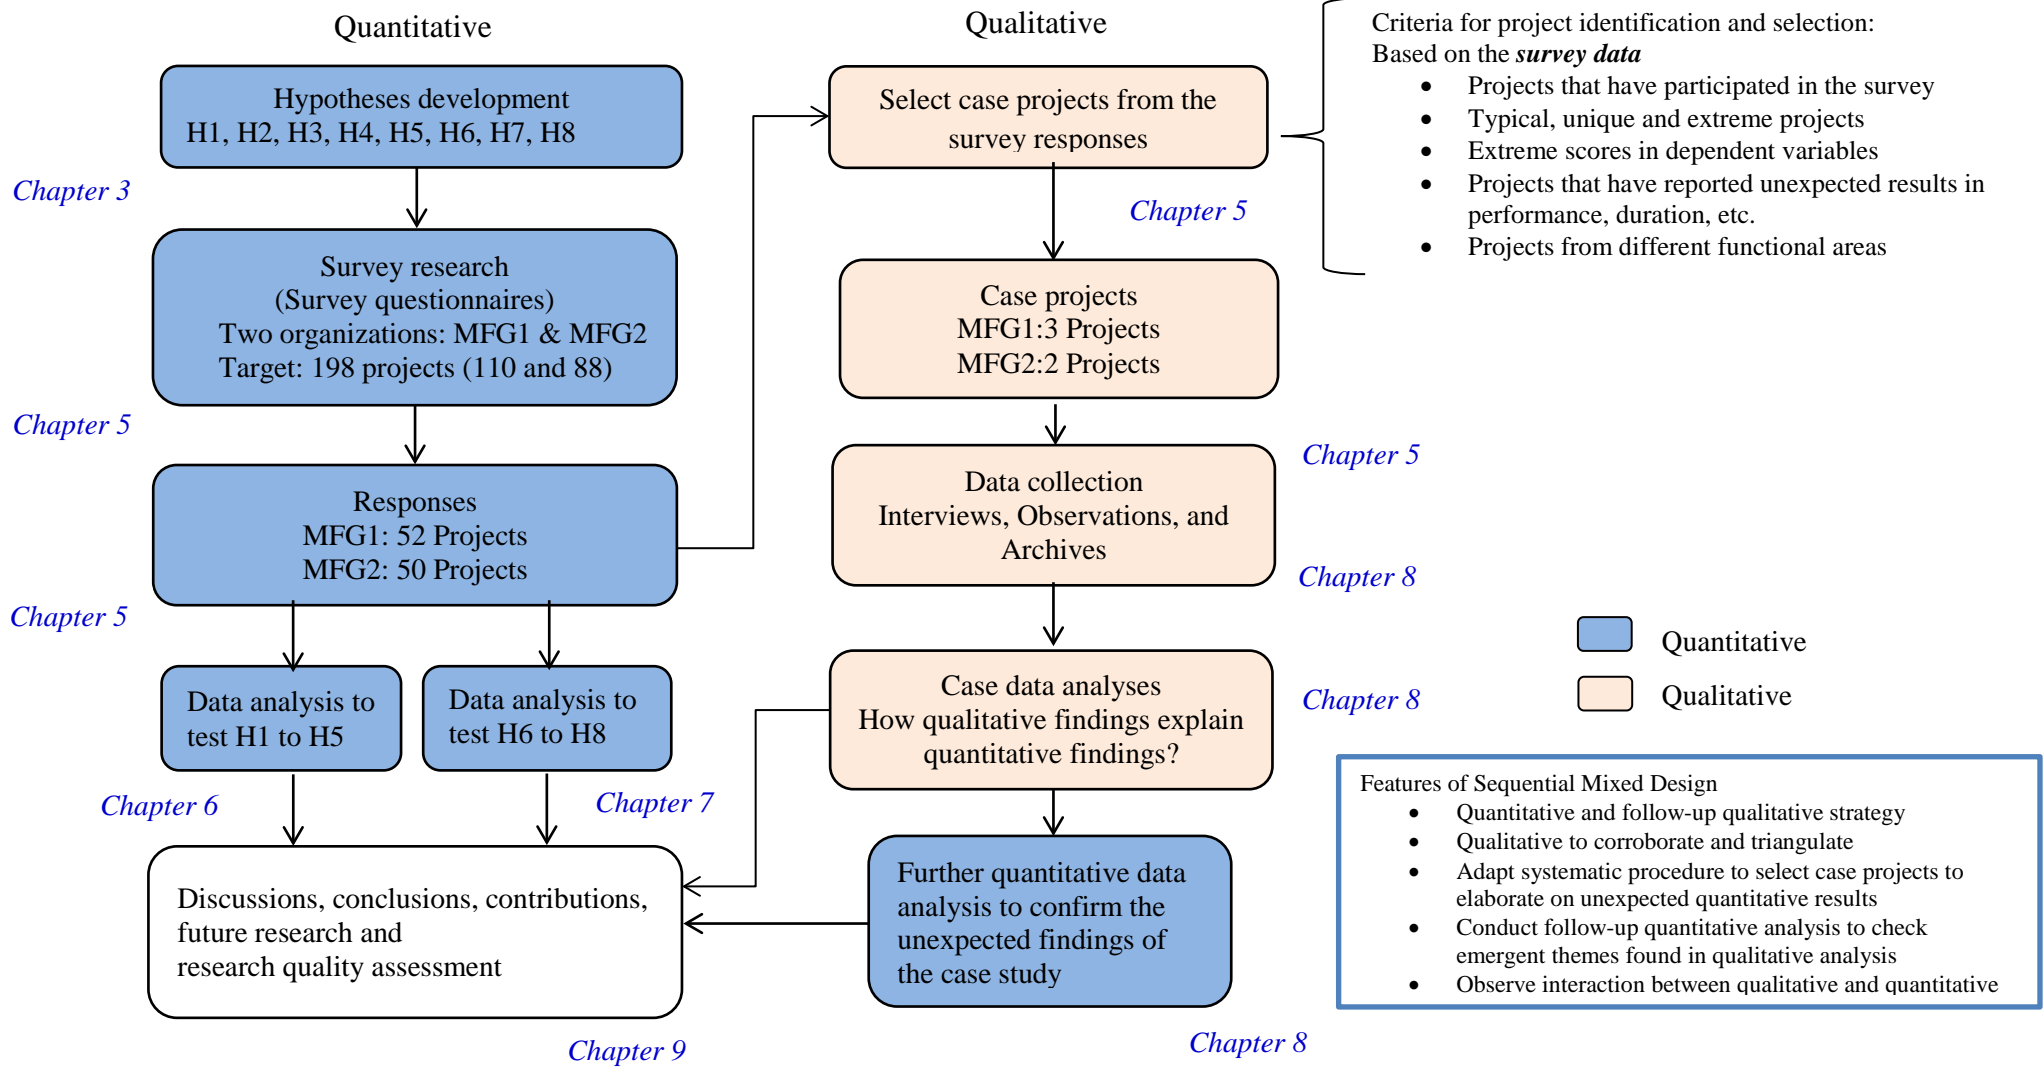 Quantitative
Hypotheses development
H1, H2, H3, H4, H5, H6, H7, H8
Chapter 3
Survey research
(Survey questionnaires)
Two organizations: MFG1 & MFG2
Target: 198 projects (110 and 88)
Chapter 5
Responses
MFG1: 52 Projects
MFG2: 50 Projects
Chapter 5
Data analysis to
test H1 to H5
Data analysis to
test H6 to H8
Chapter 6
Chapter 7
Discussions, conclusions, contributions,
future research and
research quality assessment
Chapter 9
Qualitative
Select case projects from the
survey responses
Chapter 5
Case projects
MFG1:3 Projects
MFG2:2 Projects
Chapter 5
Data collection
Interviews, Observations, and
Archives
Chapter 8
Case data analyses
How qualitative findings explain
quantitative findings?
Chapter 8
Further quantitative data
analysis to confirm the
unexpected findings of
the case study
Chapter 8
Criteria for project identification and selection:
Based on the survey data
• Projects that have participated in the survey
• Typical, unique and extreme projects
• Extreme scores in dependent variables
• Projects that have reported unexpected results in
performance, duration, etc.
• Projects from different functional areas
Quantitative
Qualitative
Features of Sequential Mixed Design
• Quantitative and follow-up qualitative strategy
• Qualitative to corroborate and triangulate
• Adapt systematic procedure to select case projects to
elaborate on unexpected quantitative results
• Conduct follow-up quantitative analysis to check
emergent themes found in qualitative analysis
• Observe interaction between qualitative and quantitative